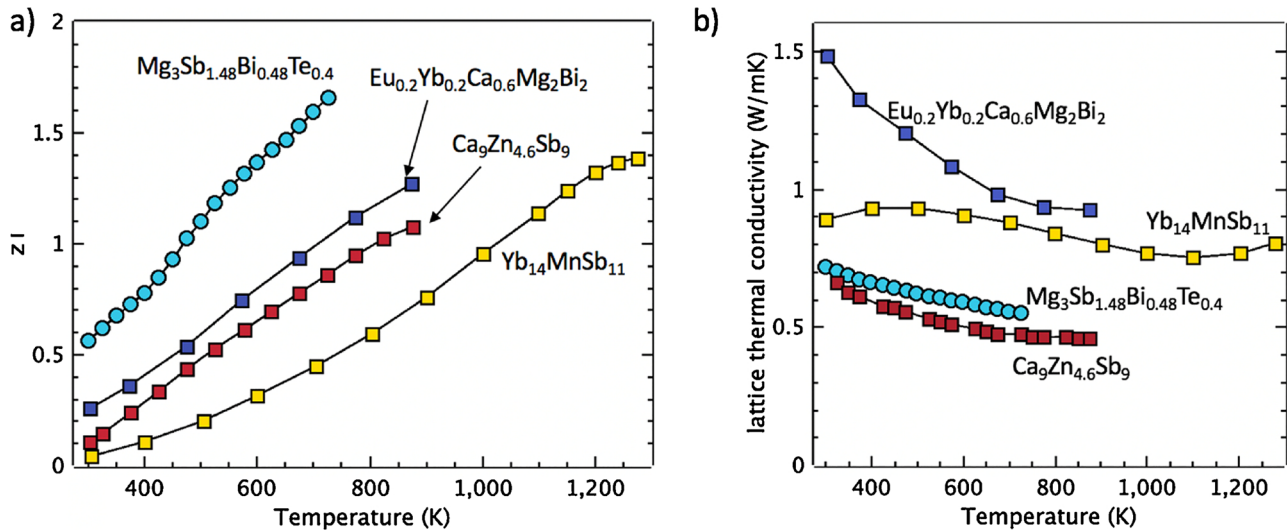 a)
2
1.5
1
0.5
0
zT
Mg₃Sb₁.₄₈Bi₀.₄₈Te₀.₄
Eu₀.₂Yb₀.₂Ca₀.₆Mg₂Bi₂
Ca₉Zn₄.₆Sb₉
Yb₁₄MnSb₁₁
400 600 800 1,000 1,200
Temperature (K)
b)
1.5
1
0.5
0
lattice thermal conductivity (W/mK)
Eu₀.₂Yb₀.₂Ca₀.₆Mg₂Bi₂
Yb₁₄MnSb₁₁
Mg₃Sb₁.₄₈Bi₀.₄₈Te₀.₄
Ca₉Zn₄.₆Sb₉
400 600 800 1,000 1,200
Temperature (K)